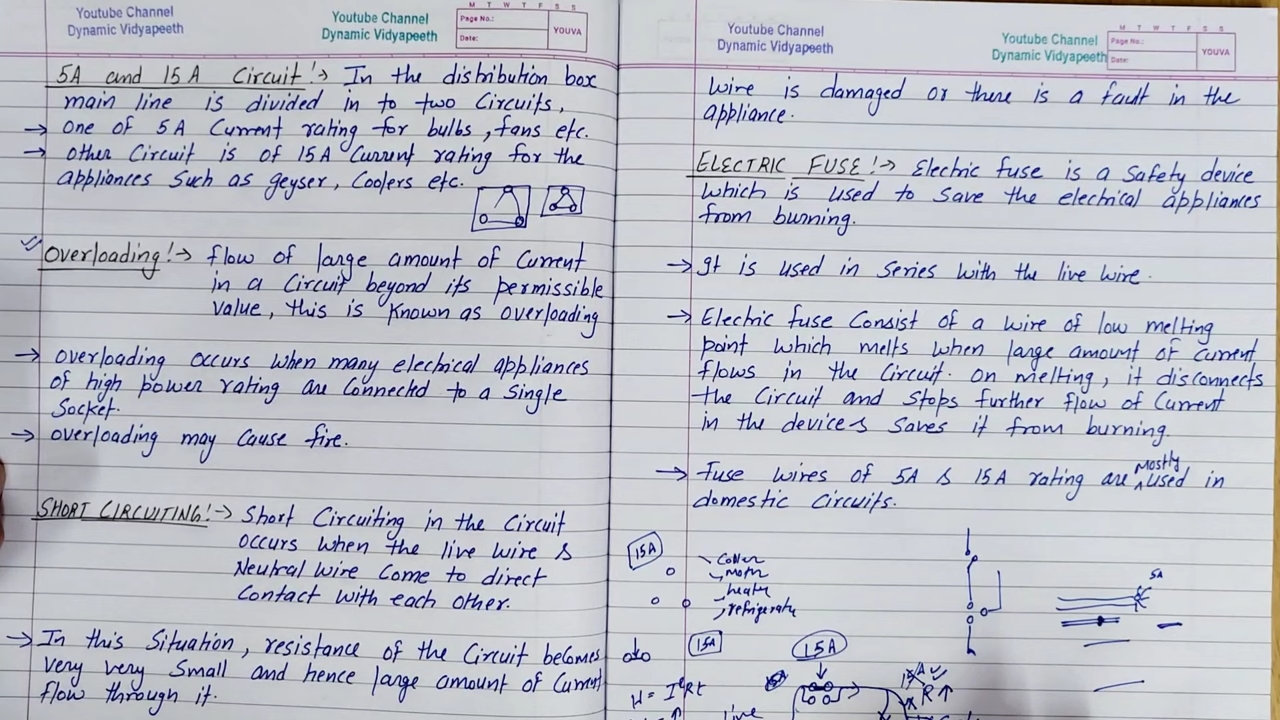 Youtube Channel
Dynamic Vidyapeeth
Youtube Channel
Dynamic Vidyapeeth
M T W T F S S
Page No.:
Date:
YOUVA
5A and 15A Circuit :→ In the distribution box
main line is divided in to two Circuits,
→ One of 5A Current rating for bulbs, fans etc.
→ Other Circuit is of 15A Current rating for the
appliances such as geyser, Coolers etc.
Overloading :→ flow of large amount of Current
in a Circuit beyond its permissible
value, this is known as overloading
→ Overloading occurs when many electrical appliances
of high power rating are Connected to a Single
Socket.
→ Overloading may cause fire.
SHORT CIRCUITING :→ Short Circuiting in the Circuit
occurs when the live wire &
Neutral wire Come to direct
Contact with each other.
→ In this Situation, resistance of the Circuit becomes
very very Small and hence large amount of Current
flow through it.
Youtube Channel
Dynamic Vidyapeeth
Youtube Channel
Dynamic Vidyapeeth
M T W T F S S
Page No.:
Date:
YOUVA
wire is damaged or there is a fault in the
appliance.
ELECTRIC FUSE :→ Electric fuse is a safety device
which is used to save the electrical appliances
from burning.
→ It is used in series with the live wire.
→ Electric fuse Consist of a wire of low melting
point which melts when large amount of current
flows in the circuit. On melting, it disconnects
the circuit and stops further flow of Current
in the device & saves it from burning.
→ Fuse wires of 5A & 15A rating are mostly used in
domestic Circuits.
15A
motor
5A
15A
15A
H = I²Rt
R↑
live